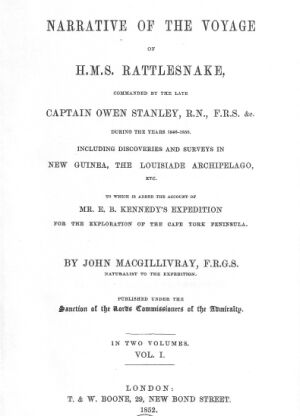 NARRATIVE OF THE VOYAGE
OF
H.M.S. RATTLESNAKE,
COMMANDED BY THE LATE
CAPTAIN OWEN STANLEY, R.N., F.R.S. &c.
DURING THE YEARS 1846-1850.
INCLUDING DISCOVERIES AND SURVEYS IN
NEW GUINEA, THE LOUISIADE ARCHIPELAGO,
ETC.
TO WHICH IS ADDED THE ACCOUNT OF
MR. E. B. KENNEDY'S EXPEDITION
FOR THE EXPLORATION OF THE CAPE YORK PENINSULA.
BY JOHN MACGILLIVRAY, F.R.G.S.
NATURALIST TO THE EXPEDITION.
PUBLISHED UNDER THE
Sanction of the Lords Commissioners of the Admiralty.
IN TWO VOLUMES.
VOL. I.
LONDON:
T. & W. BOONE, 29, NEW BOND STREET.
1852.